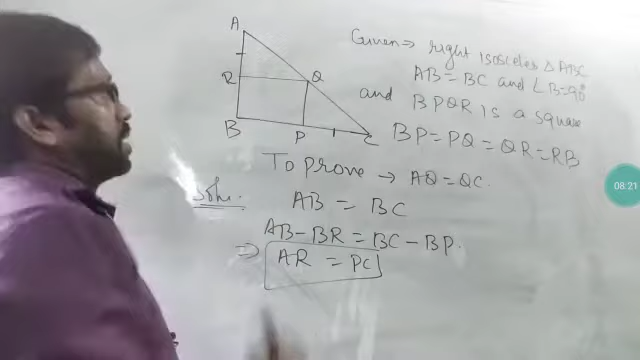 A
R
Q
B
P
C
Given ⇒ right isosceles Δ ABC
AB = BC and ∠B=90°
and BPQR is a square
BP = PQ = QR = RB
To prove → AQ = QC.
Soln.
AB = BC
AB - BR = BC - BP.
⇒ AR = PC
08:21